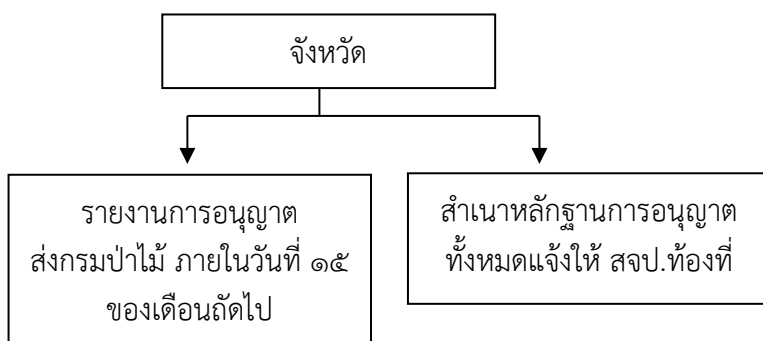 จังหวัด
รายงานการอนุญาต
ส่งกรมป่าไม้ ภายในวันที่ ๑๕
ของเดือนถัดไป
สำเนาหลักฐานการอนุญาต
ทั้งหมดแจ้งให้ สจป.ท้องที่